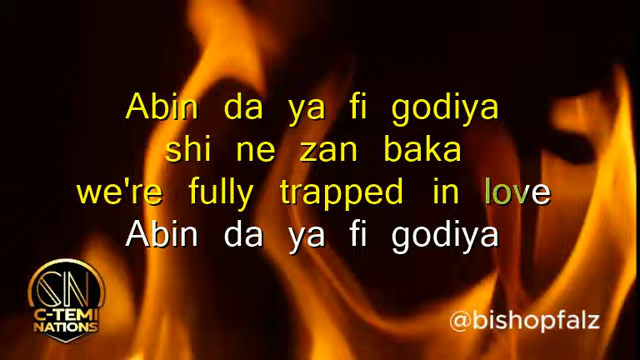 Abin da ya fi godiya
shi ne zan baka
we're fully trapped in love
Abin da ya fi godiya
C-TEMI
NATIONS
@bishopfalz